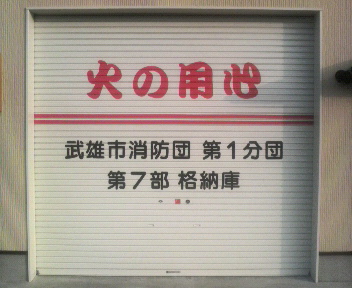 火の用心
武雄市消防団 第1分団
第7部 格納庫